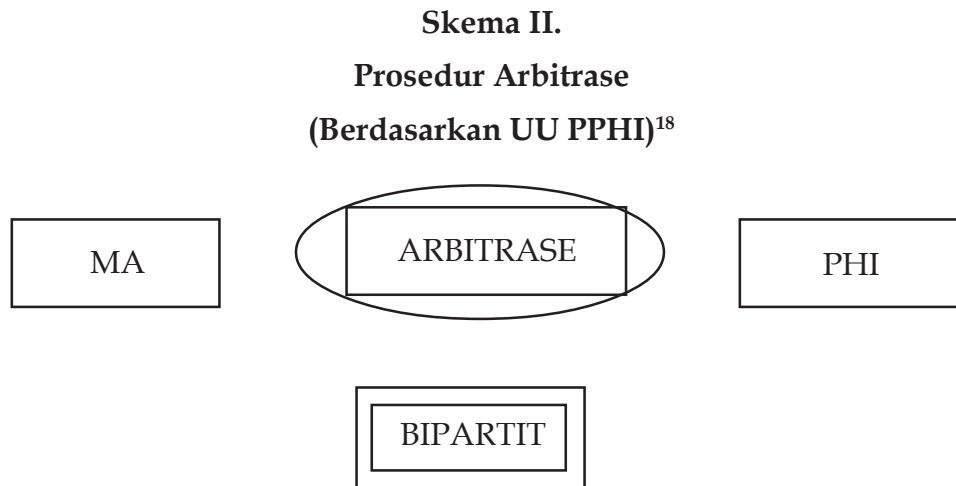 Skema II.
Prosedur Arbitrase
(Berdasarkan UU PPHI)¹⁸
MA
ARBITRASE
PHI
BIPARTIT